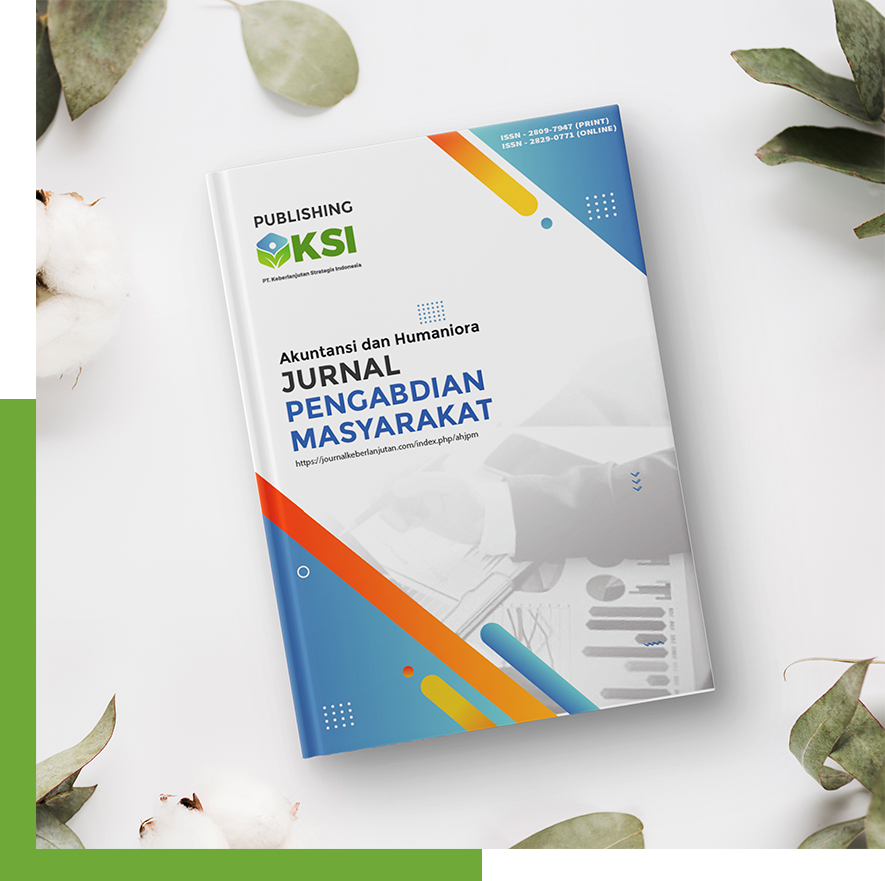 ISSN - 2809-7947 (PRINT)
ISSN - 2829-0771 (ONLINE)
PUBLISHING
KSI
PT. Keberlanjutan Strategis Indonesia
Akuntansi dan Humaniora
JURNAL
PENGABDIAN
MASYARAKAT
https://journalkeberlanjutan.com/index.php/ahjpm